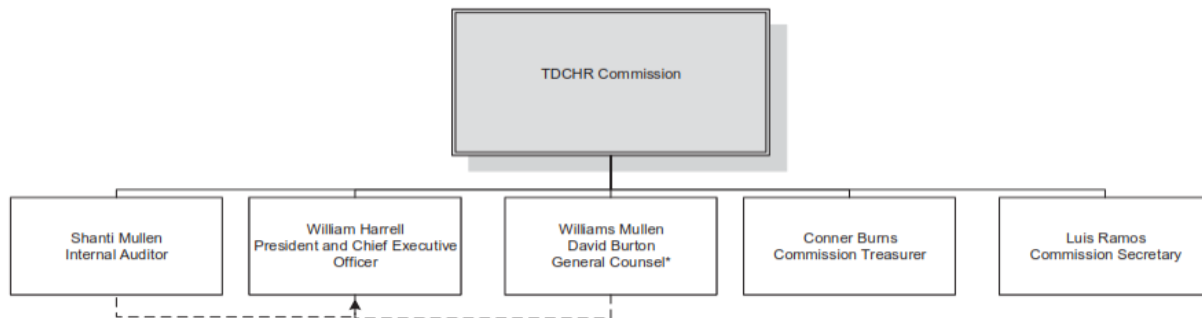 TDCHR Commission
Shanti Mullen
Internal Auditor
William Harrell
President and Chief Executive
Officer
Williams Mullen
David Burton
General Counsel*
Conner Burns
Commission Treasurer
Luis Ramos
Commission Secretary